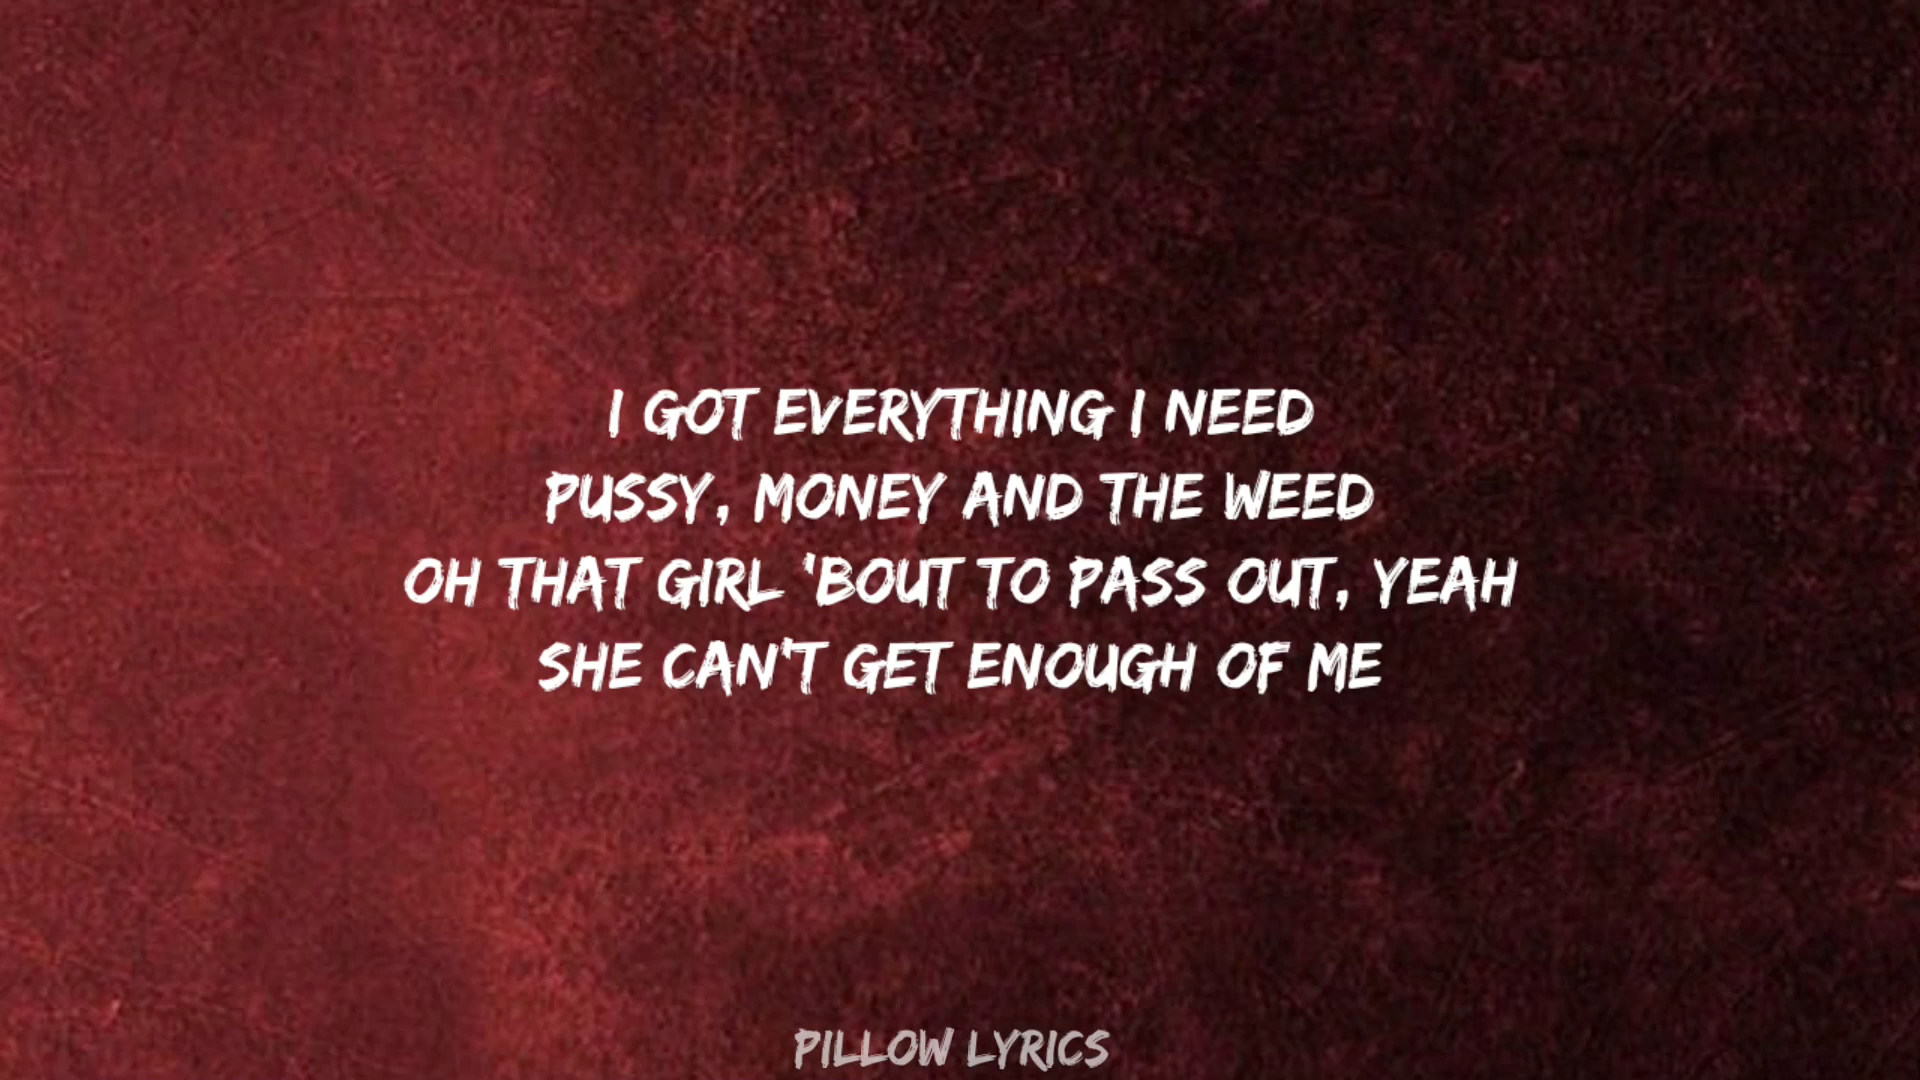 I GOT EVERYTHING I NEED
PUSSY, MONEY AND THE WEED
OH THAT GIRL 'BOUT TO PASS OUT, YEAH
SHE CAN'T GET ENOUGH OF ME
PILLOW LYRICS